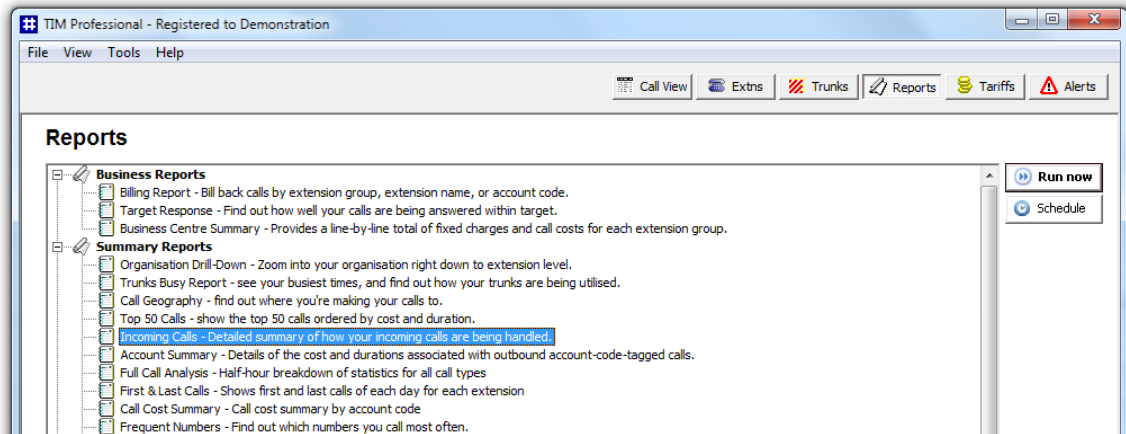 TIM Professional - Registered to Demonstration
File View Tools Help
Call View Extns Trunks Reports Tariffs Alerts
Reports
Business Reports
Billing Report - Bill back calls by extension group, extension name, or account code.
Target Response - Find out how well your calls are being answered within target.
Business Centre Summary - Provides a line-by-line total of fixed charges and call costs for each extension group.
Summary Reports
Organisation Drill-Down - Zoom into your organisation right down to extension level.
Trunks Busy Report - see your busiest times, and find out how your trunks are being utilised.
Call Geography - find out where you're making your calls to.
Top 50 Calls - show the top 50 calls ordered by cost and duration.
Incoming Calls - Detailed summary of how your incoming calls are being handled.
Account Summary - Details of the cost and durations associated with outbound account-code-tagged calls.
Full Call Analysis - Half-hour breakdown of statistics for all call types
First & Last Calls - Shows first and last calls of each day for each extension
Call Cost Summary - Call cost summary by account code
Frequent Numbers - Find out which numbers you call most often.
Run now
Schedule